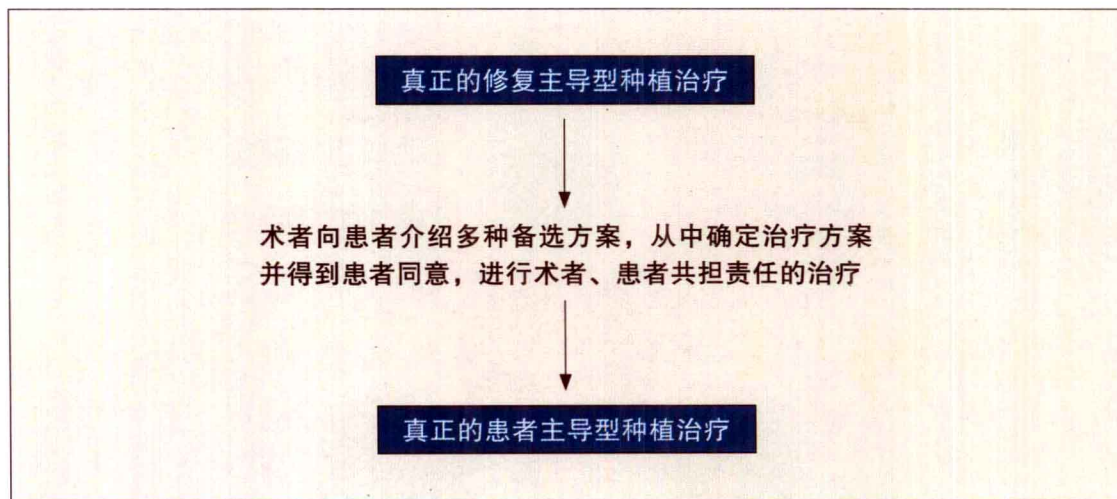 真正的修复主导型种植治疗
术者向患者介绍多种备选方案，从中确定治疗方案
并得到患者同意，进行术者、患者共担责任的治疗
真正的患者主导型种植治疗